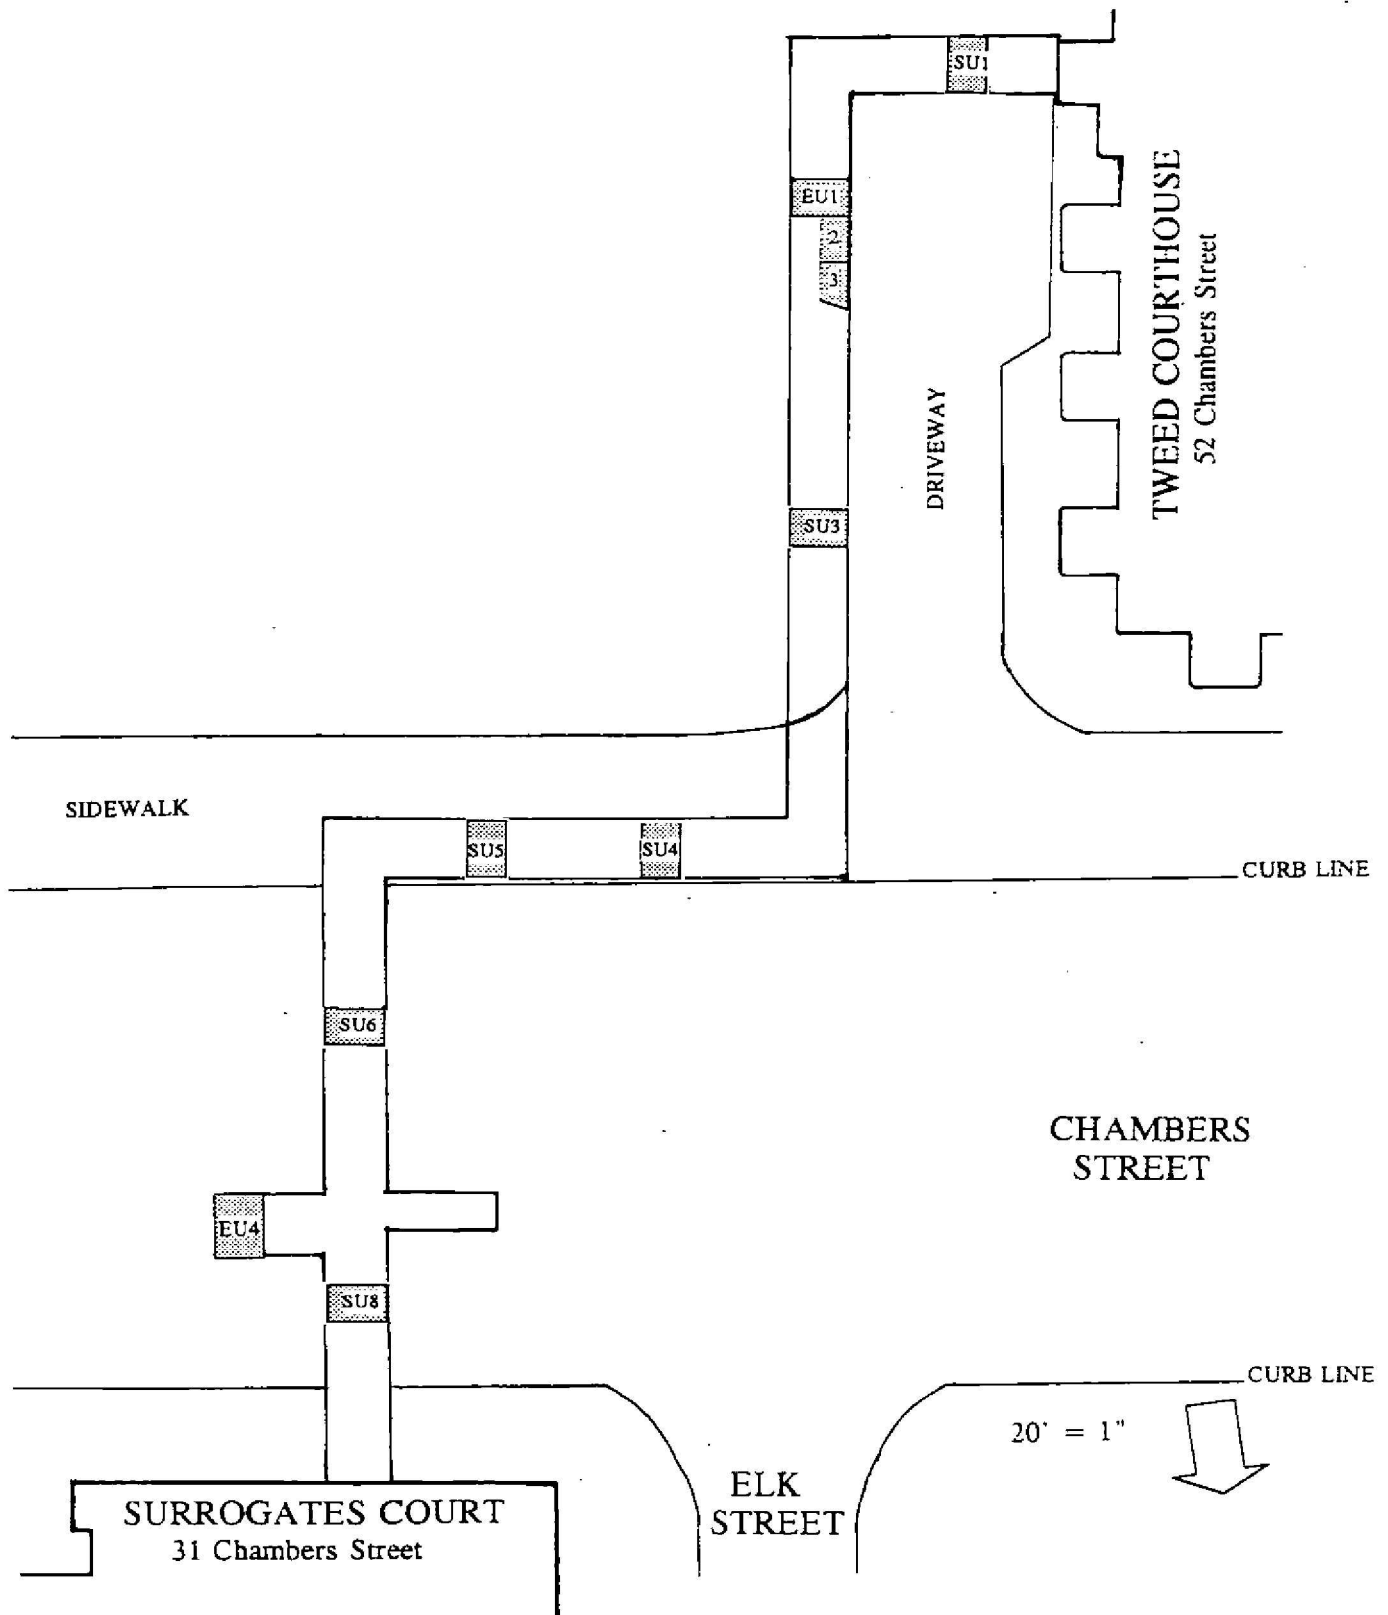 SU1
EU1
2
3
TWEED COURTHOUSE
52 Chambers Street
DRIVEWAY
SU3
SIDEWALK
SU5
SU4
CURB LINE
SU6
CHAMBERS
STREET
EU4
SU8
CURB LINE
20' = 1"
ELK
STREET
SURROGATES COURT
31 Chambers Street